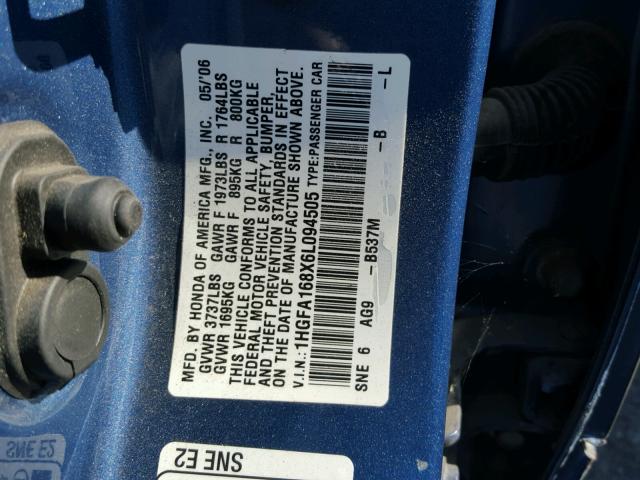 MFD. BY HONDA OF AMERICA MFG., INC. 05/'06
GVWR 3737LBS GAWR F 1973LBS R 1764LBS
GVWR 1695KG GAWR F 895KG R 800KG
THIS VEHICLE CONFORMS TO ALL APPLICABLE
FEDERAL MOTOR VEHICLE SAFETY, BUMPER,
AND THEFT PREVENTION STANDARDS IN EFFECT
ON THE DATE OF MANUFACTURE SHOWN ABOVE.
V.I.N.:1HGFA168X6L094505 TYPE:PASSENGER CAR
SNE 6 AG9 -B537M -B -L
SNE E2
SNE E2